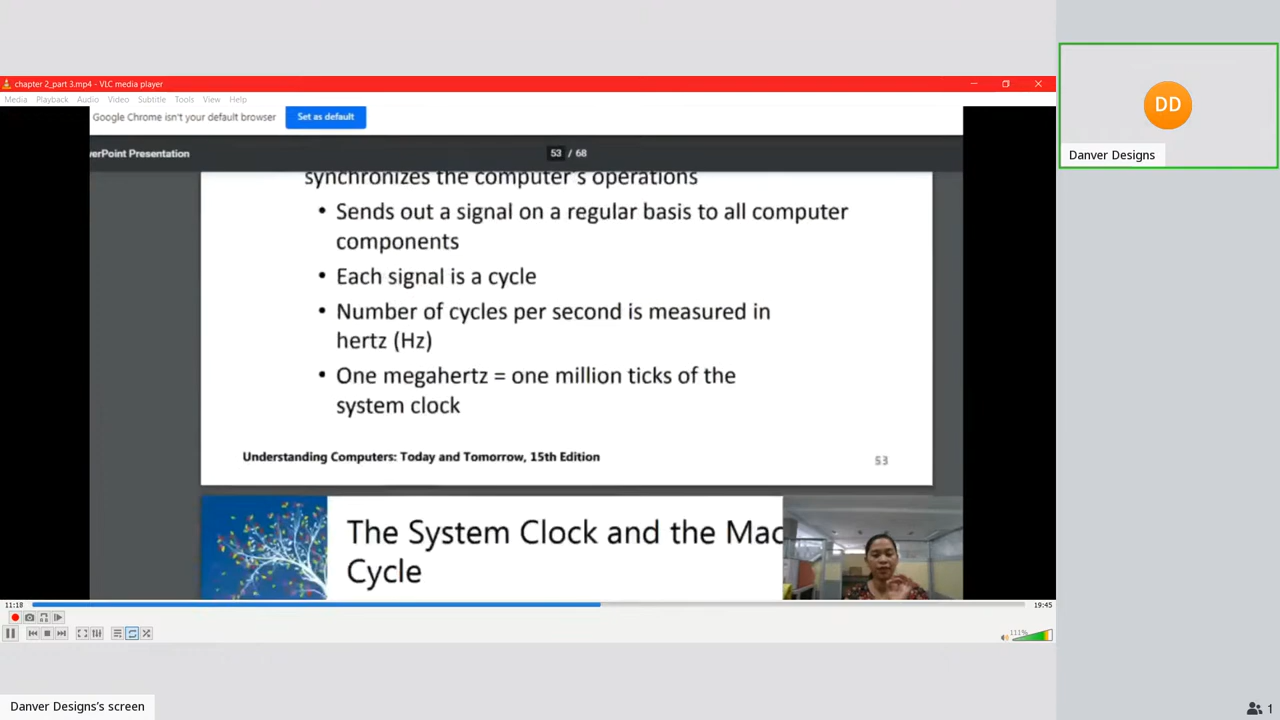 chapter 2_part 3.mp4 - VLC media player
Media Playback Audio Video Subtitle Tools View Help
Google Chrome isn't your default browser Set as default
verPoint Presentation 53 / 68
synchronizes the computer's operations
• Sends out a signal on a regular basis to all computer
components
• Each signal is a cycle
• Number of cycles per second is measured in
hertz (Hz)
• One megahertz = one million ticks of the
system clock
Understanding Computers: Today and Tomorrow, 15th Edition 53
The System Clock and the Mac
Cycle
11:18 19:45
111%
DD
Danver Designs
Danver Designs's screen
1